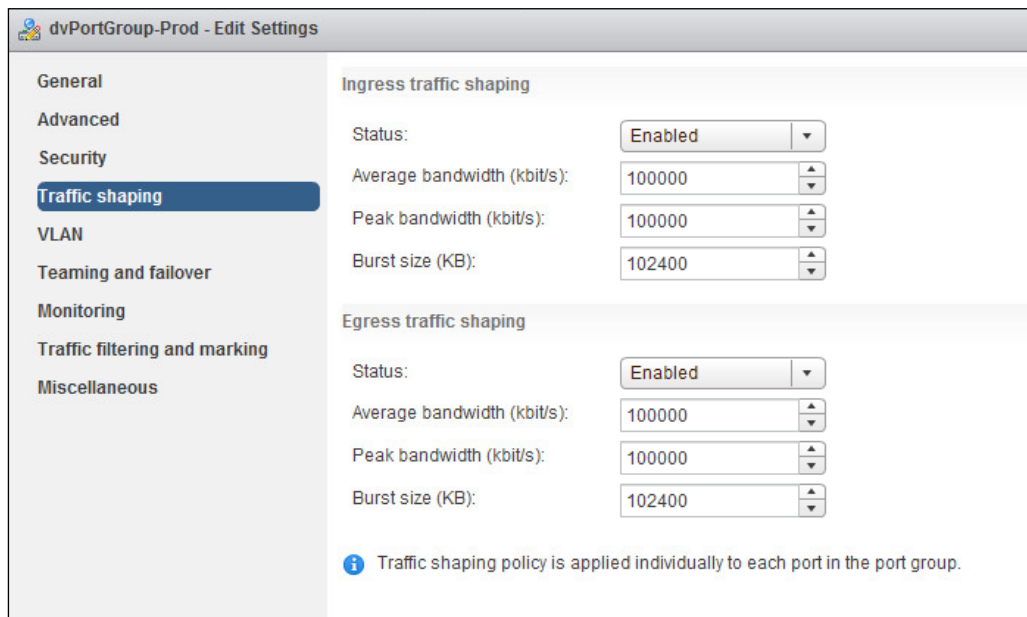 dvPortGroup-Prod - Edit Settings
General
Advanced
Security
Traffic shaping
VLAN
Teaming and failover
Monitoring
Traffic filtering and marking
Miscellaneous
Ingress traffic shaping
Status: Enabled
Average bandwidth (kbit/s): 100000
Peak bandwidth (kbit/s): 100000
Burst size (KB): 102400
Egress traffic shaping
Status: Enabled
Average bandwidth (kbit/s): 100000
Peak bandwidth (kbit/s): 100000
Burst size (KB): 102400
Traffic shaping policy is applied individually to each port in the port group.